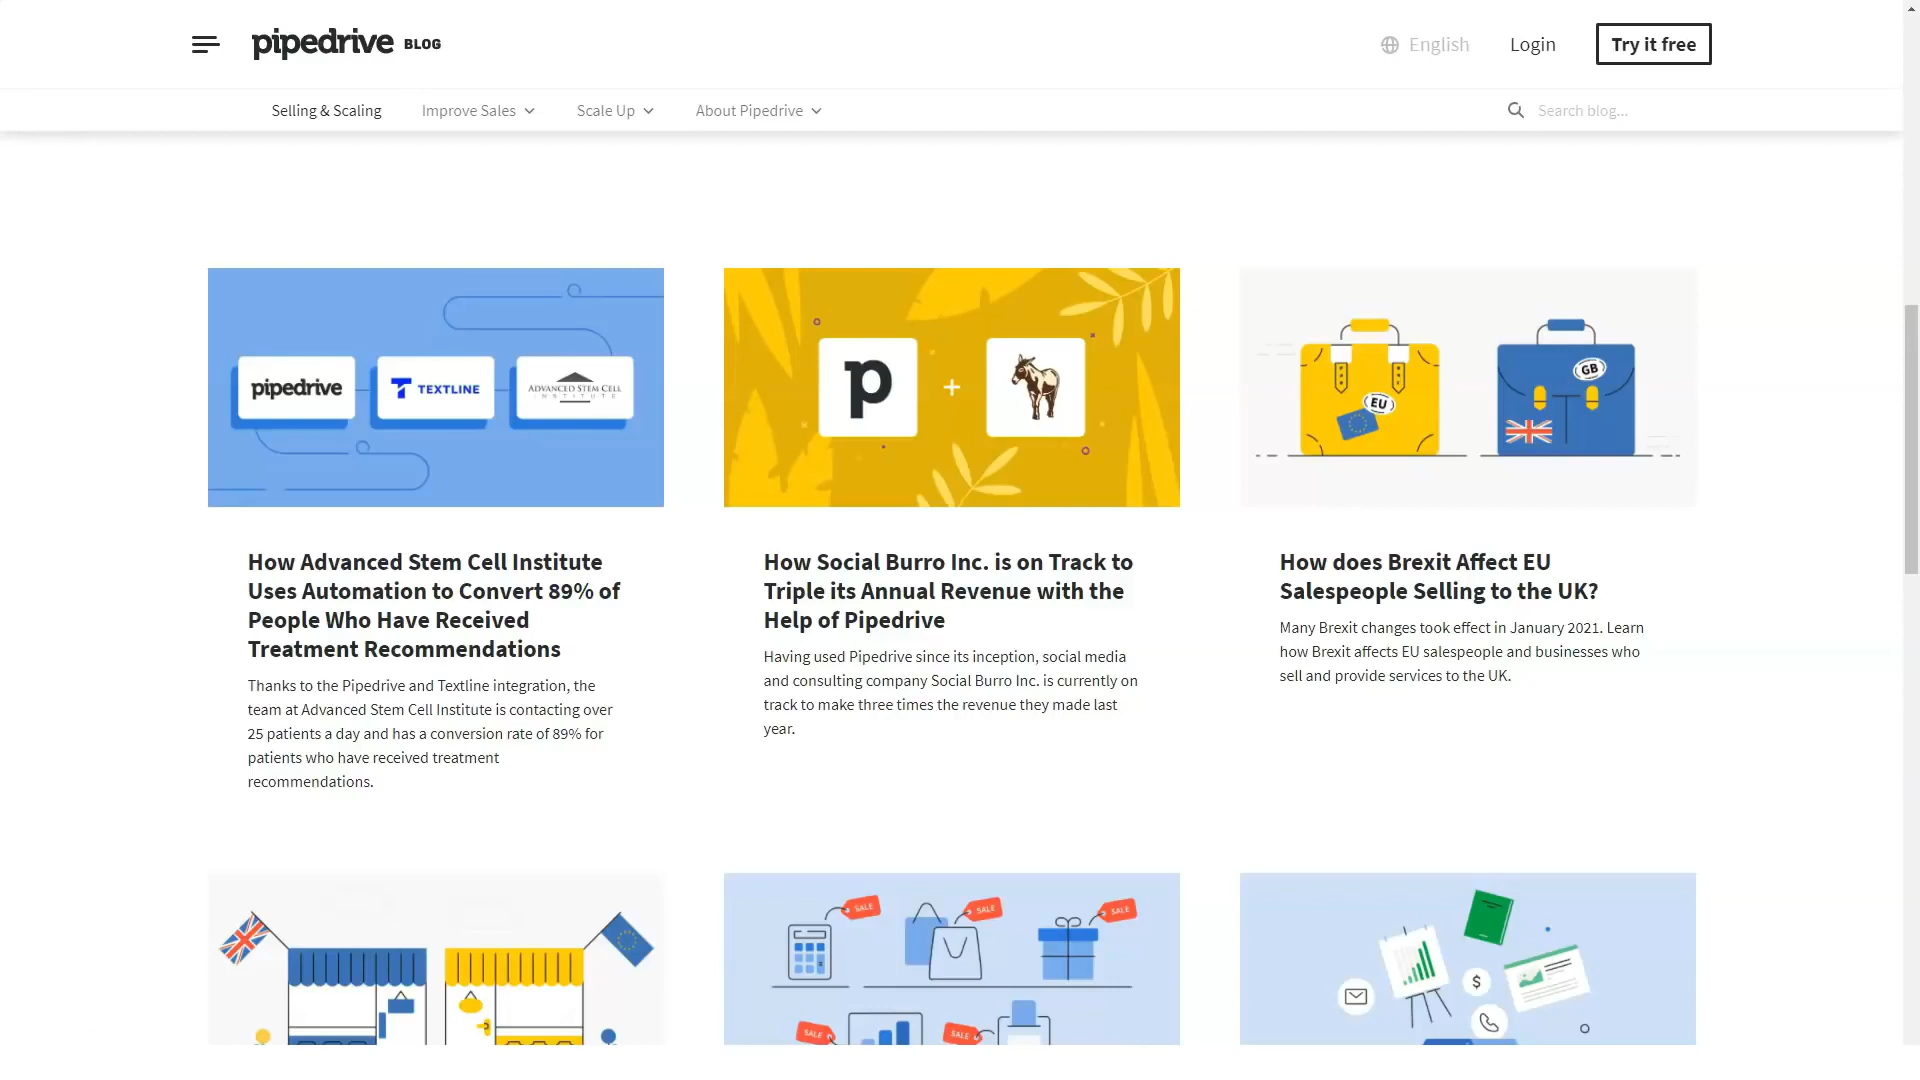 pipedrive BLOG
English
Login
Try it free
Selling & Scaling
Improve Sales
Scale Up
About Pipedrive
Search blog...
pipedrive
TEXTLINE
ADVANCED STEM CELL
INSTITUTE
p
+
EU
GB
How Advanced Stem Cell Institute
Uses Automation to Convert 89% of
People Who Have Received
Treatment Recommendations
Thanks to the Pipedrive and Textline integration, the
team at Advanced Stem Cell Institute is contacting over
25 patients a day and has a conversion rate of 89% for
patients who have received treatment
recommendations.
How Social Burro Inc. is on Track to
Triple its Annual Revenue with the
Help of Pipedrive
Having used Pipedrive since its inception, social media
and consulting company Social Burro Inc. is currently on
track to make three times the revenue they made last
year.
How does Brexit Affect EU
Salespeople Selling to the UK?
Many Brexit changes took effect in January 2021. Learn
how Brexit affects EU salespeople and businesses who
sell and provide services to the UK.
SALE
SALE
SALE
SALE
SALE
$